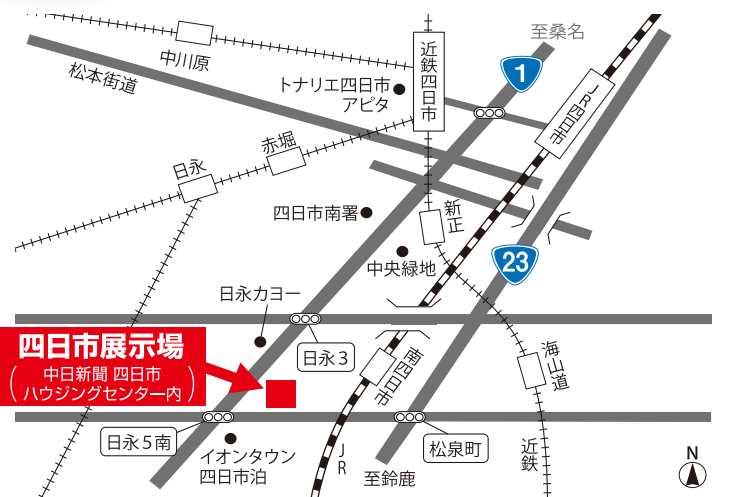 至桑名
1
中川原
近鉄四日市
松本街道
トナリエ四日市
アピタ
JR四日市
赤堀
日永
四日市南署
新正
中央緑地
23
日永カヨー
四日市展示場
中日新聞 四日市
ハウジングセンター内
日永3
南四日市
海山道
日永5南
イオンタウン
四日市泊
JR
松泉町
至鈴鹿
近鉄
N